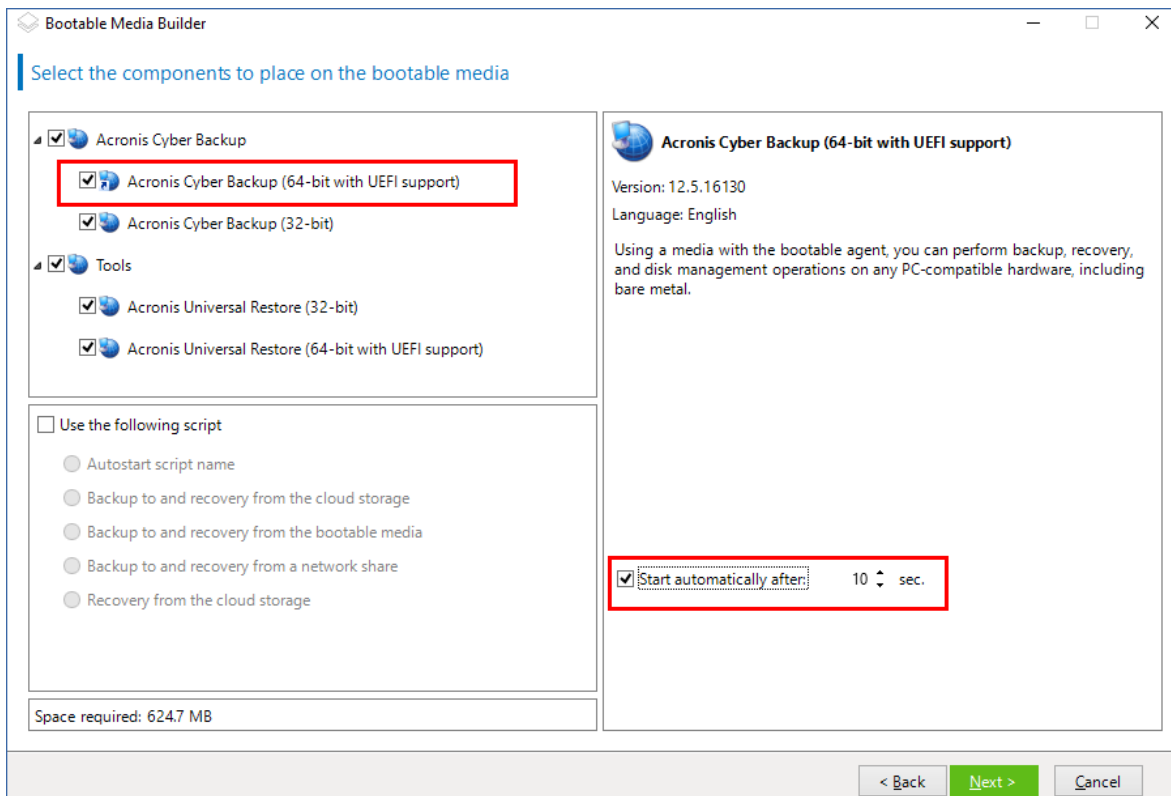 Bootable Media Builder
Select the components to place on the bootable media
Acronis Cyber Backup
Acronis Cyber Backup (64-bit with UEFI support)
Acronis Cyber Backup (32-bit)
Tools
Acronis Universal Restore (32-bit)
Acronis Universal Restore (64-bit with UEFI support)
Use the following script
Autostart script name
Backup to and recovery from the cloud storage
Backup to and recovery from the bootable media
Backup to and recovery from a network share
Recovery from the cloud storage
Space required: 624.7 MB
Acronis Cyber Backup (64-bit with UEFI support)
Version: 12.5.16130
Language: English
Using a media with the bootable agent, you can perform backup, recovery,
and disk management operations on any PC-compatible hardware, including
bare metal.
Start automatically after: 10 sec.
< Back Next > Cancel